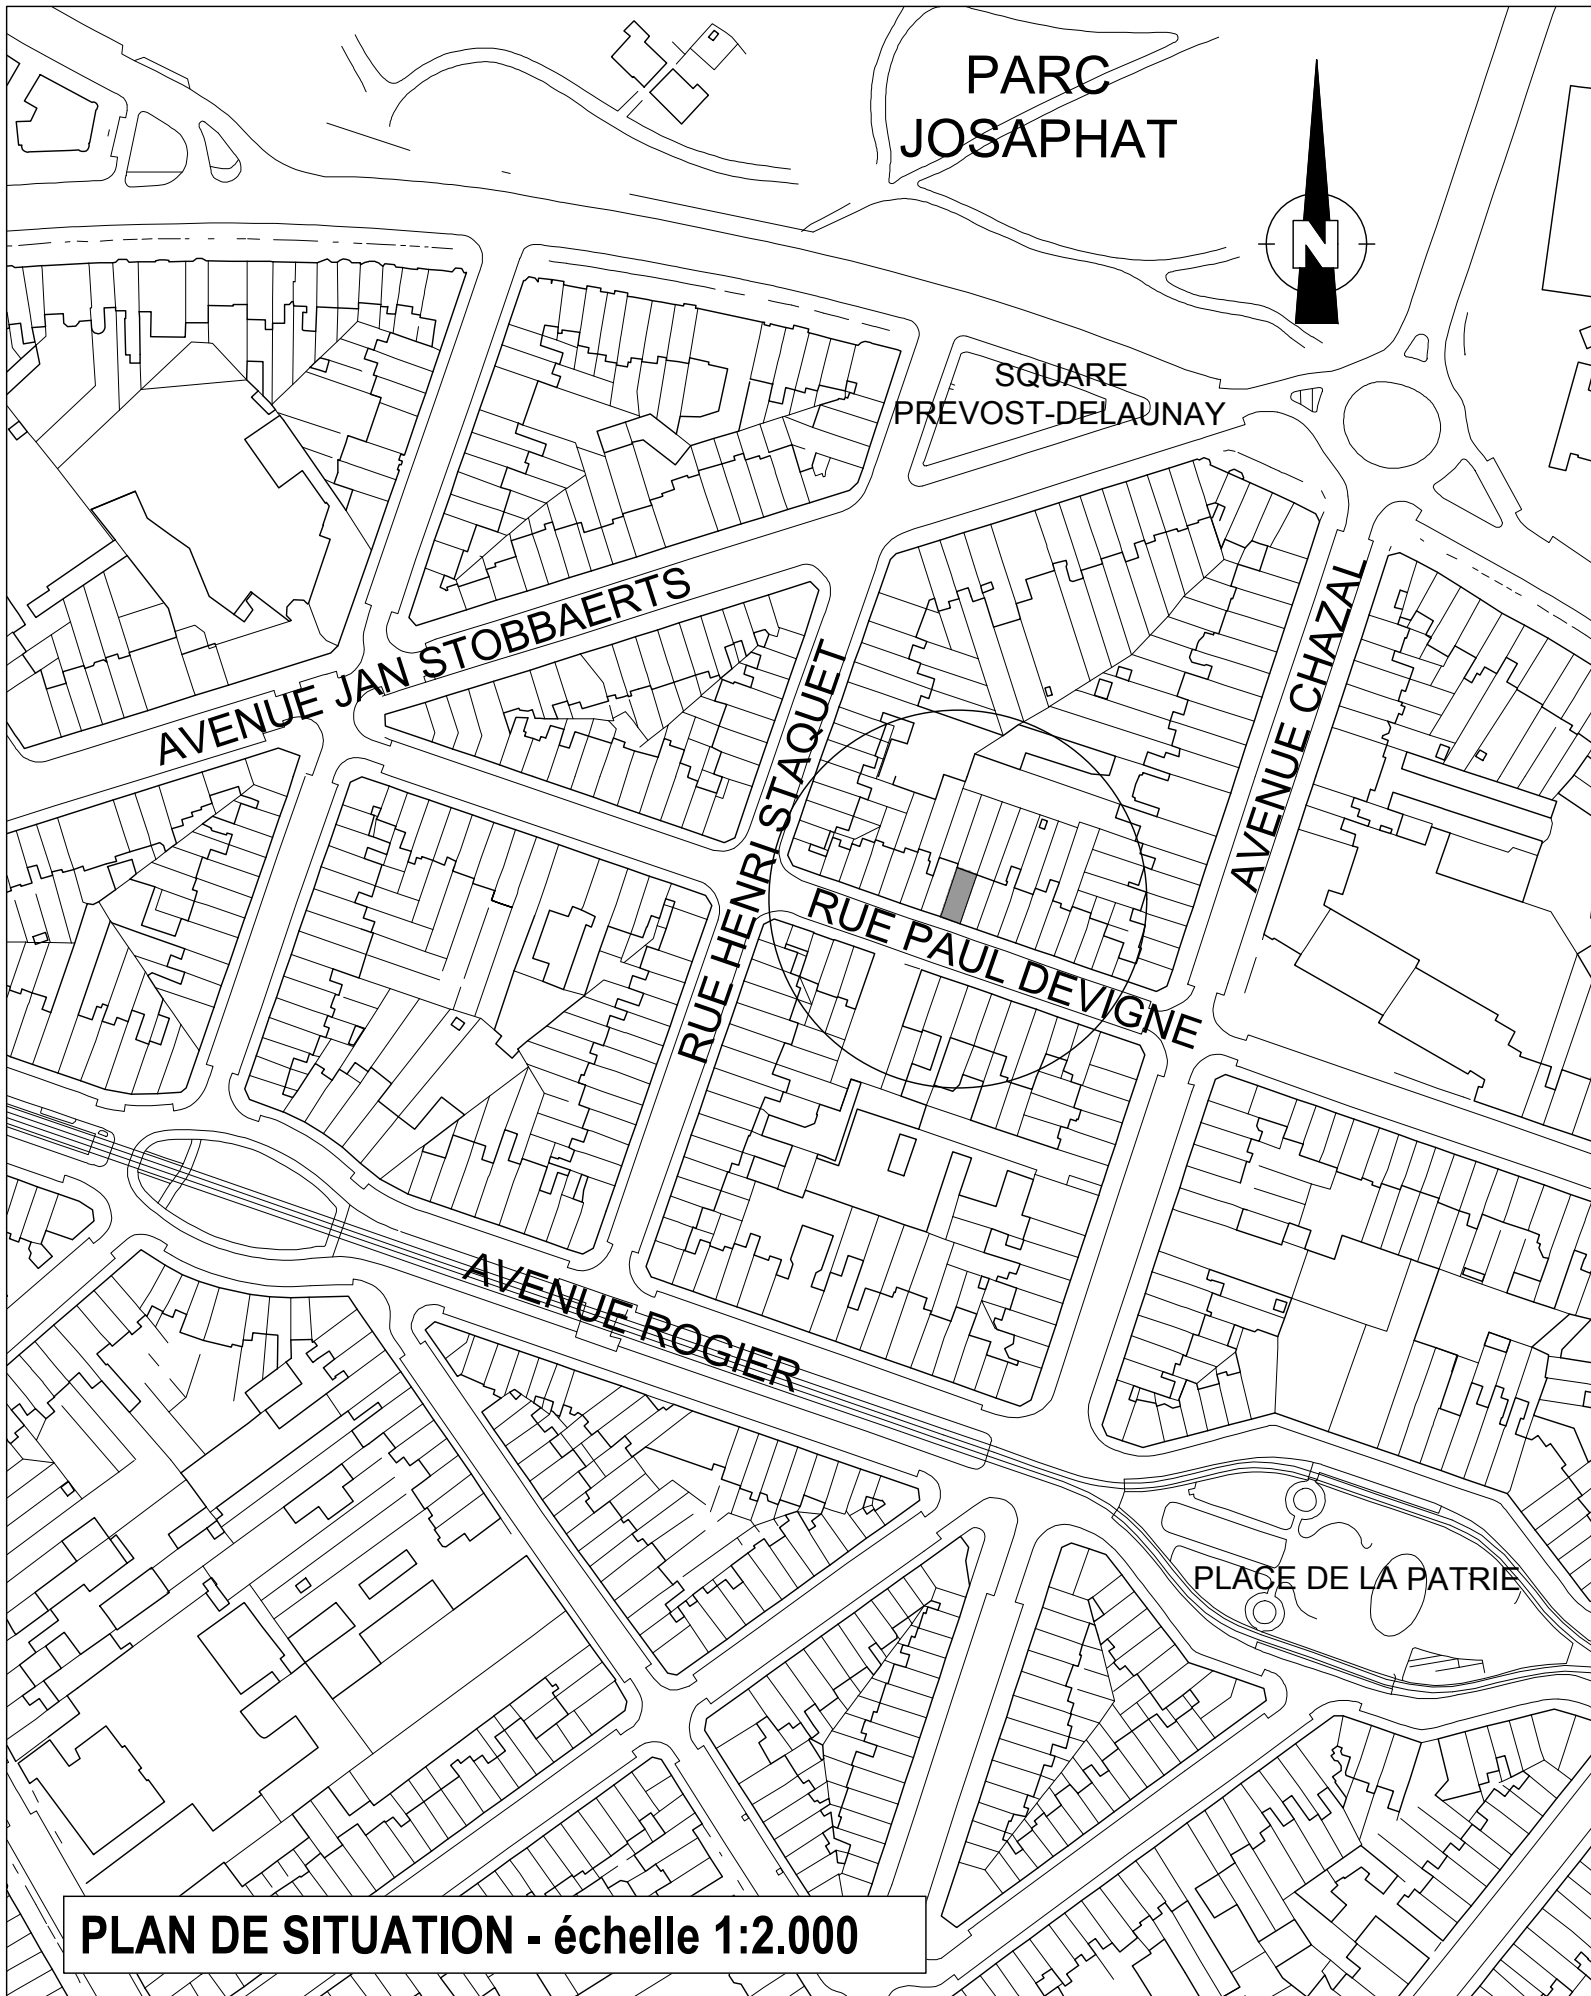 PARC
JOSAPHAT
N
SQUARE
PREVOST-DELAUNAY
AVENUE JAN STOBBAERTS
RUE HENRI STAQUET
AVENUE CHAZAL
RUE PAUL DEVIGNE
AVENUE ROGIER
PLACE DE LA PATRIE
PLAN DE SITUATION - échelle 1:2.000